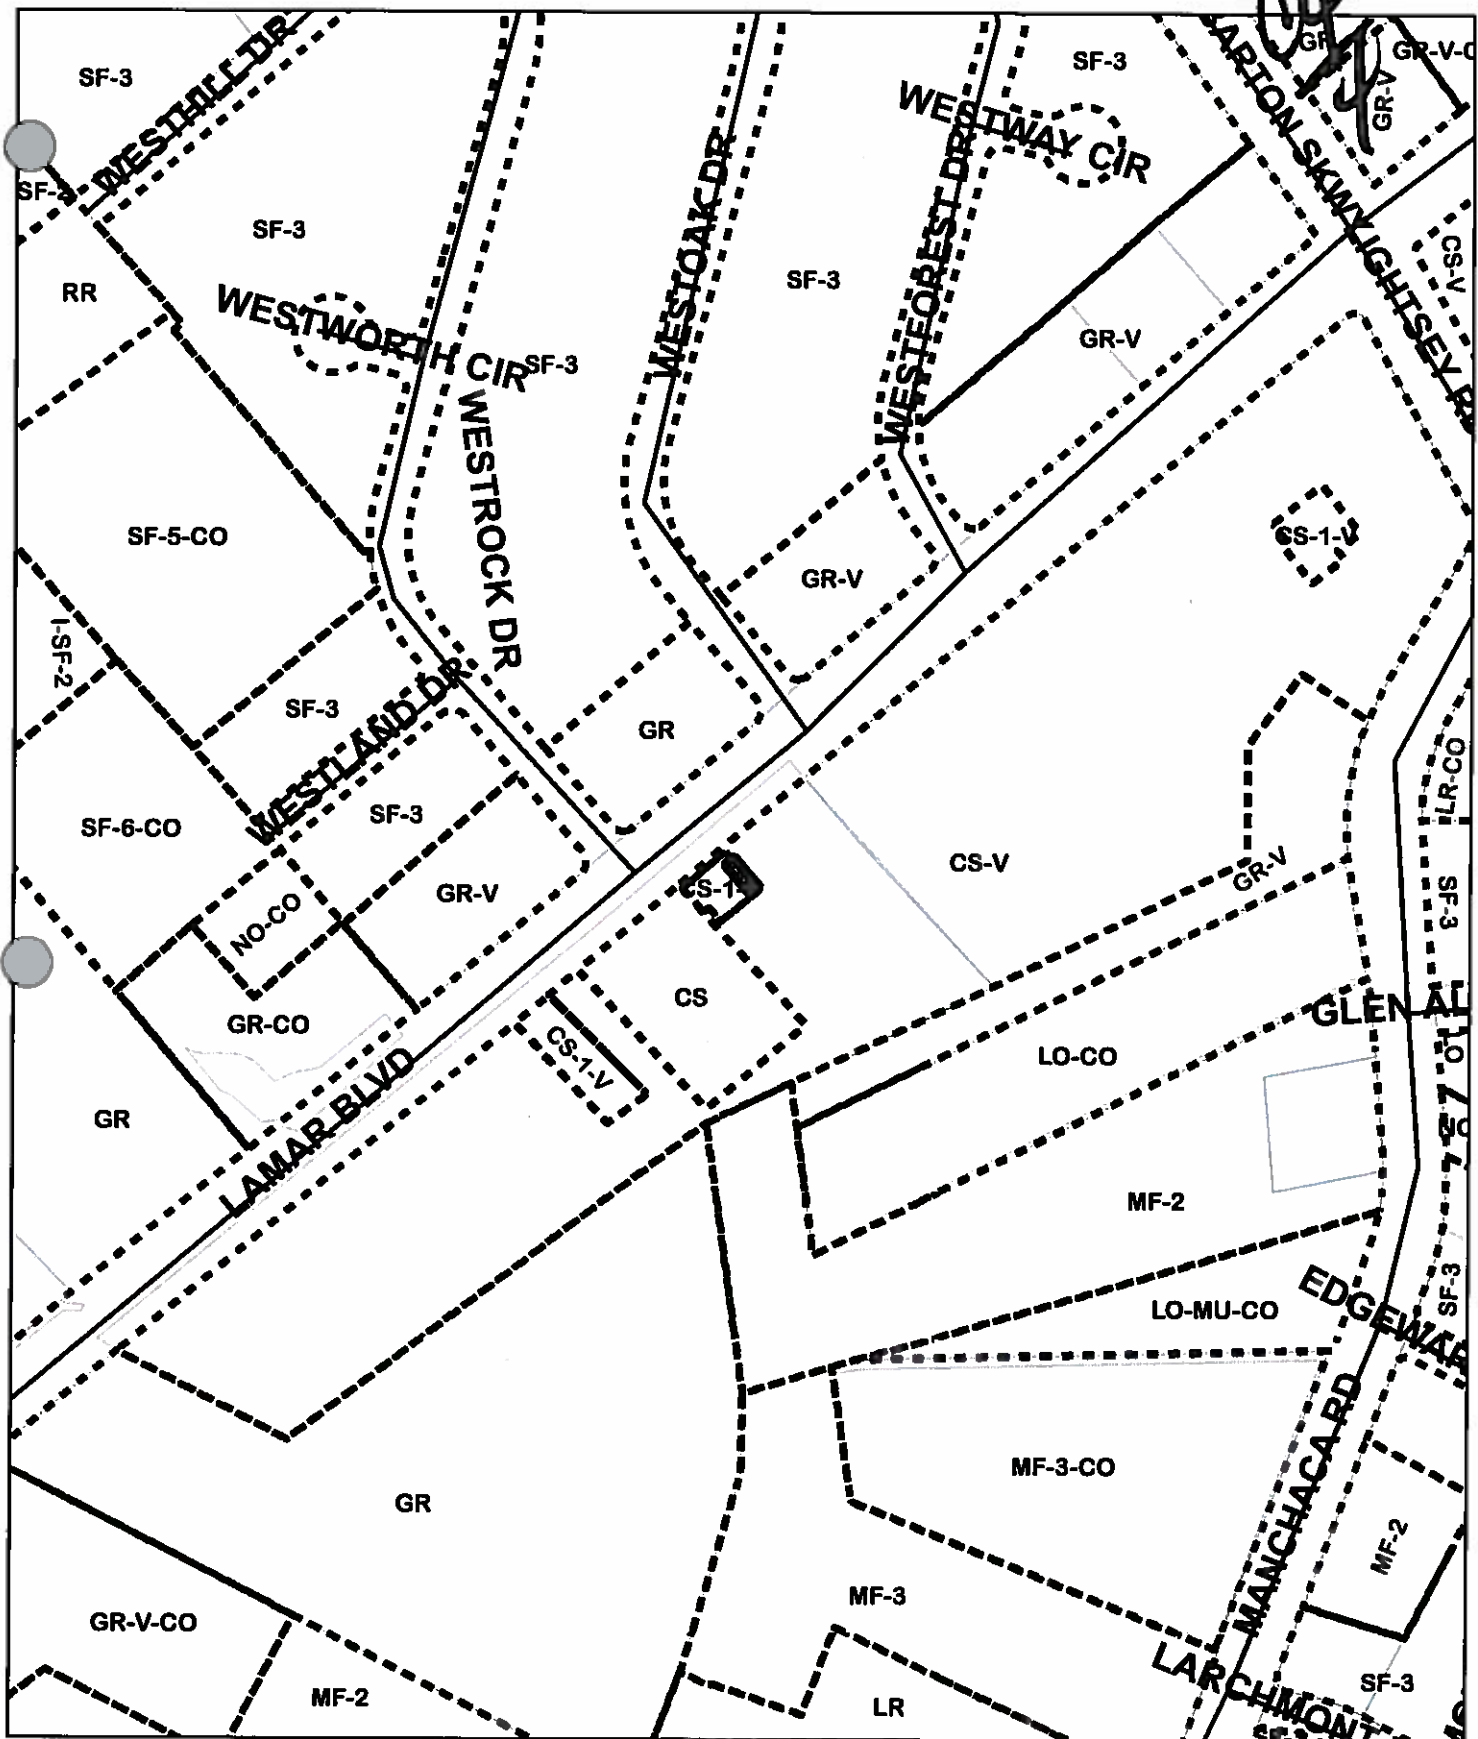 SF-3
WESTHILL DR
SF-3
WESTWAY CIR
GR-V
SF-3
RR
WESTWORTH CIR
SF-3
WESTOAK DR
SF-3
WESTFOREST DR
GR-V
CS-V
SF-5-CO
WESTROCK DR
GR-V
CS-1-V
I-SF-2
SF-3
WESTLAND DR
GR
LR-CO
SF-6-CO
SF-3
GR-V
CS-V
GR-V
CS-1-
SF-3
NO-CO
GR-CO
CS
CS-1-V
LO-CO
GLEN AL
GR
LAMAR BLVD
MF-2
LO-MU-CO
EDGEWAR
SF-3
MF-3-CO
MANCHACA RD
GR
MF-2
MF-3
GR-V-CO
MF-2
LR
LARCHMONT
SF-3